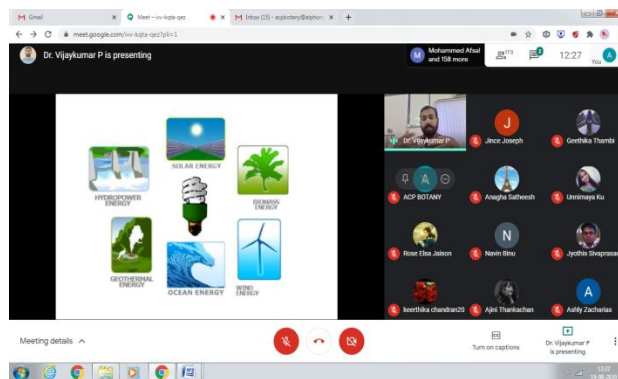 Gmail
Meet – ivv-kqta-qez
Inbox (15) - acpbotany@alphon
meet.google.com/ivv-kqta-qez?pli=1
Dr. Vijaykumar P is presenting
M
Mohammed Afsal
and 158 more
173
12:27
You
A
SOLAR ENERGY
HYDROPOWER
ENERGY
BIOMASS
ENERGY
GEOTHERMAL
ENERGY
OCEAN ENERGY
WIND
ENERGY
Dr. Vijaykumar P
J
Jince Joseph
Geethika Thambi
A
ACP BOTANY
Anagha Satheesh
Unnimaya Ku
Rose Elsa Jaison
N
Navin Binu
Jyothis Sivaprasad
keerthika chandran20
Ajini Thankachan
A
Ashly Zacharias
Meeting details
Turn on captions
Dr. Vijaykumar P
is presenting
12:27